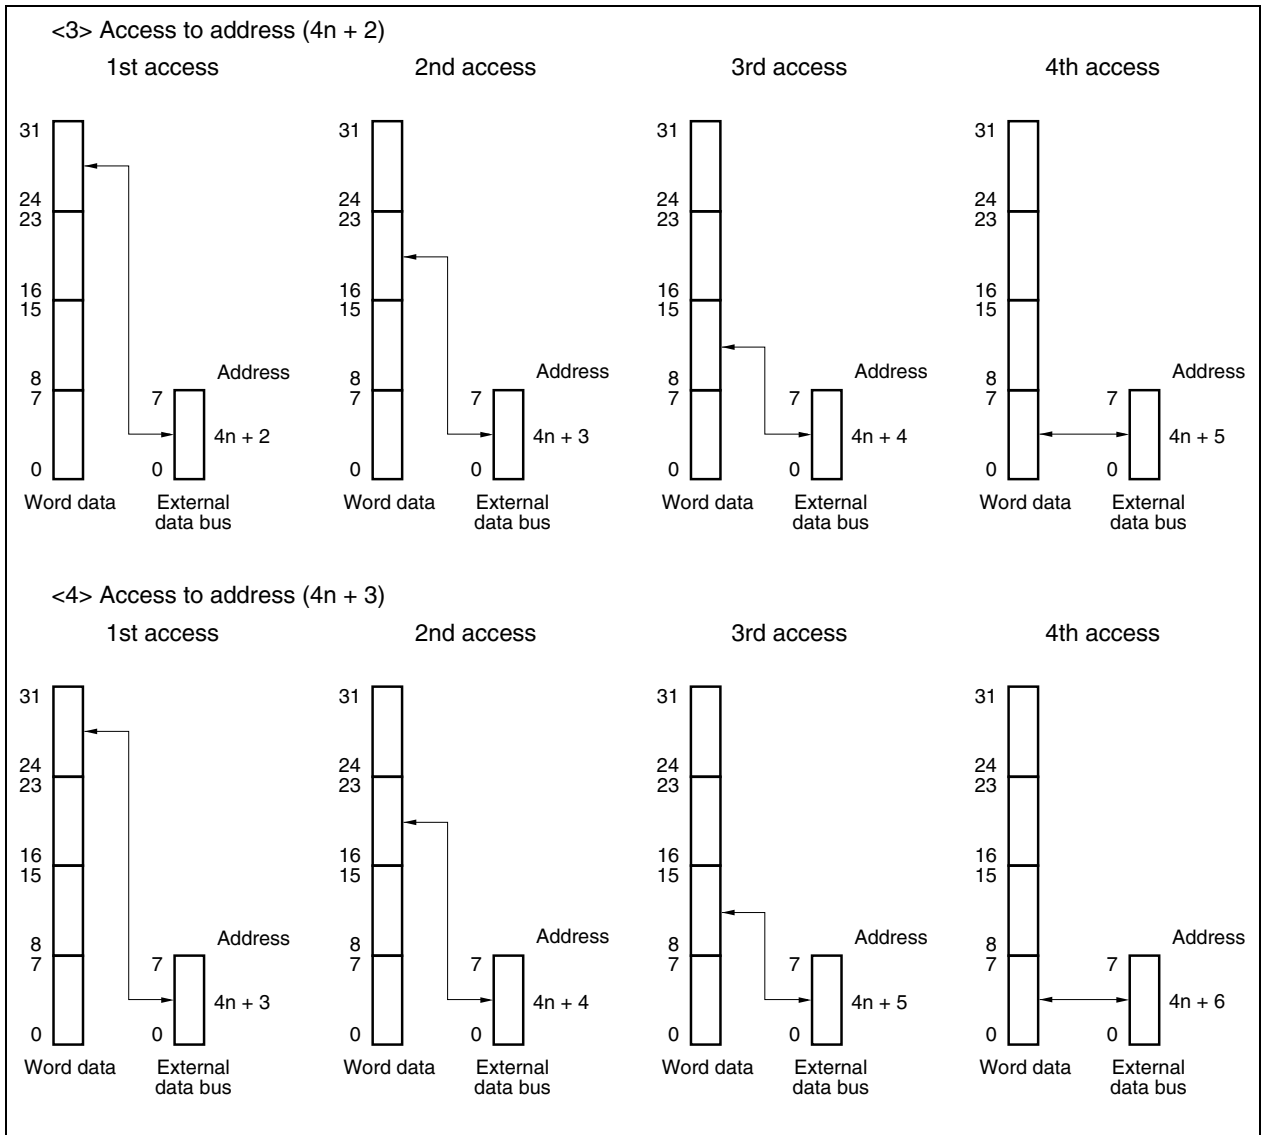 <3> Access to address (4n + 2)
1st access 2nd access 3rd access 4th access
31 31 31 31
24 24 24 24
23 23 23 23
16 16 16 16
15 15 15 15
Address Address Address Address
8 8 8 8
7 7 7 7 7 7 7 7
4n + 2 4n + 3 4n + 4 4n + 5
0 0 0 0 0 0 0 0
Word data External Word data External Word data External Word data External
data bus data bus data bus data bus
<4> Access to address (4n + 3)
1st access 2nd access 3rd access 4th access
31 31 31 31
24 24 24 24
23 23 23 23
16 16 16 16
15 15 15 15
Address Address Address Address
8 8 8 8
7 7 7 7 7 7 7 7
4n + 3 4n + 4 4n + 5 4n + 6
0 0 0 0 0 0 0 0
Word data External Word data External Word data External Word data External
data bus data bus data bus data bus